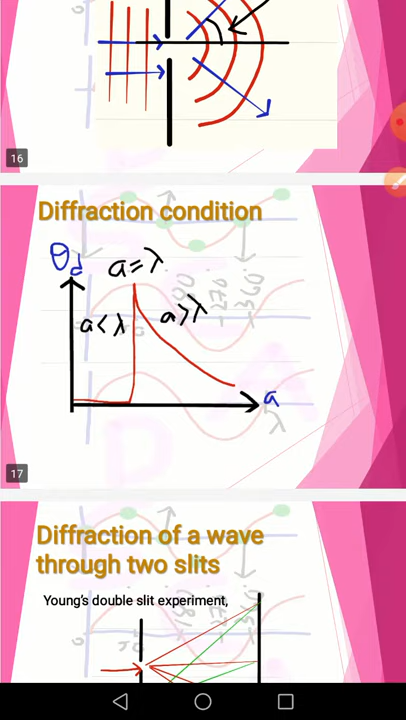 16
Diffraction condition
θd
a=λ
a<λ
a>λ
a
λ
17
Diffraction of a wave
through two slits
Young's double slit experiment,